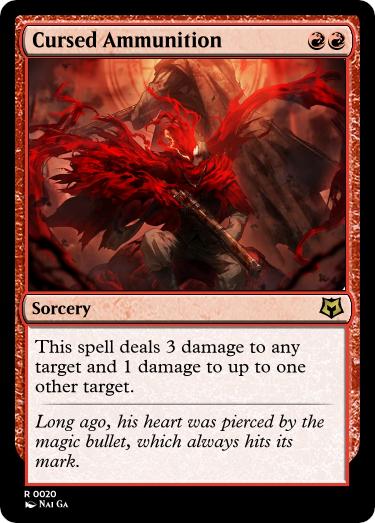 Cursed Ammunition
Sorcery
This spell deals 3 damage to any
target and 1 damage to up to one
other target.
Long ago, his heart was pierced by the
magic bullet, which always hits its
mark.
R 0020
Nai Ga